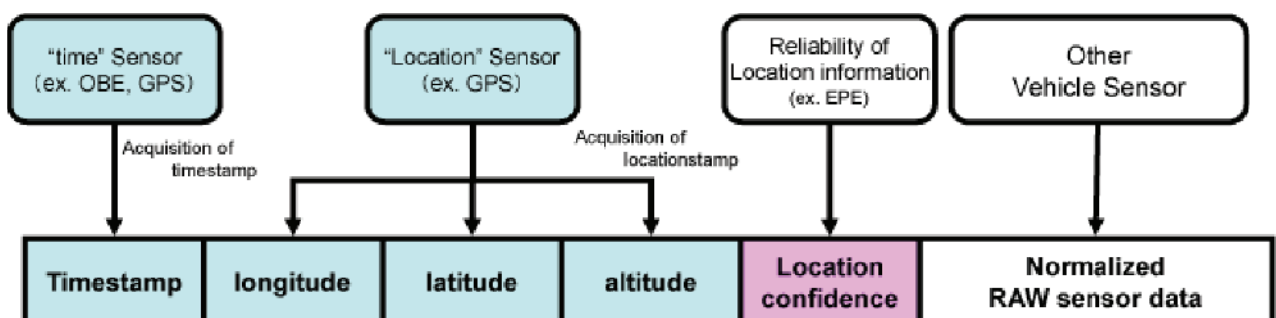 “time” Sensor
(ex. OBE, GPS)
“Location” Sensor
(ex. GPS)
Reliability of
Location information
(ex. EPE)
Other
Vehicle Sensor
Acquisition of
timestamp
Acquisition of
locationstamp
Timestamp
longitude
latitude
altitude
Location
confidence
Normalized
RAW sensor data